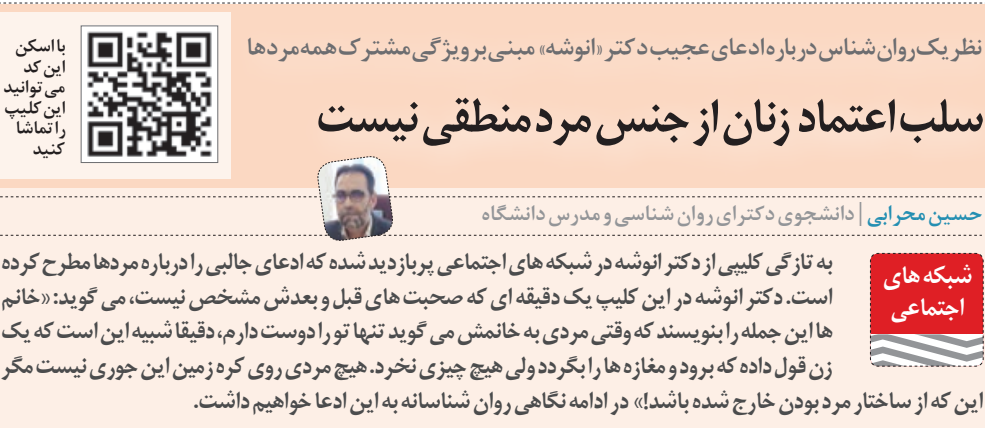 نظر یک روان شناس درباره ادعای عجیب دکتر «انوشه» مبنی بر ویژگی مشترک همه مردها
سلب اعتماد زنان از جنس مرد منطقی نیست
با اسکن
این کد
می توانید
این کلیپ
را تماشا
کنید
حسین محرابی | دانشجوی دکترای روان شناسی و مدرس دانشگاه
شبکه های
اجتماعی
به تازگی کلیپی از دکتر انوشه در شبکه های اجتماعی پربازدید شده که ادعای جالبی را درباره مردها مطرح کرده
است. دکتر انوشه در این کلیپ یک دقیقه ای که صحبت های قبل و بعدش مشخص نیست، می گوید: «خانم
ها این جمله را بنویسند که وقتی مردی به خانمش می گوید تنها تو را دوست دارم، دقیقا شبیه این است که یک
زن قول داده که برود و مغازه ها را بگردد ولی هیچ چیزی نخرد. هیچ مردی روی کره زمین این جوری نیست مگر
این که از ساختار مرد بودن خارج شده باشد!» در ادامه نگاهی روان شناسانه به این ادعا خواهیم داشت.